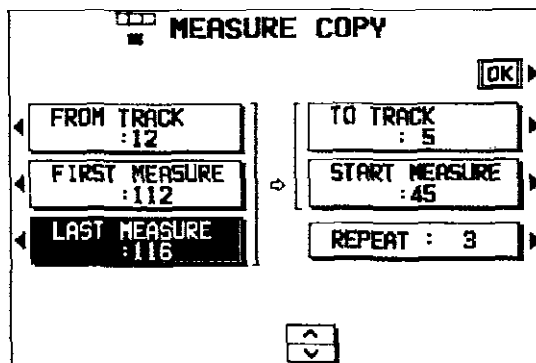 MEASURE COPY
OK
FROM TRACK
:12
FIRST MEASURE
:112
LAST MEASURE
:116
TO TRACK
: 5
START MEASURE
:45
REPEAT : 3